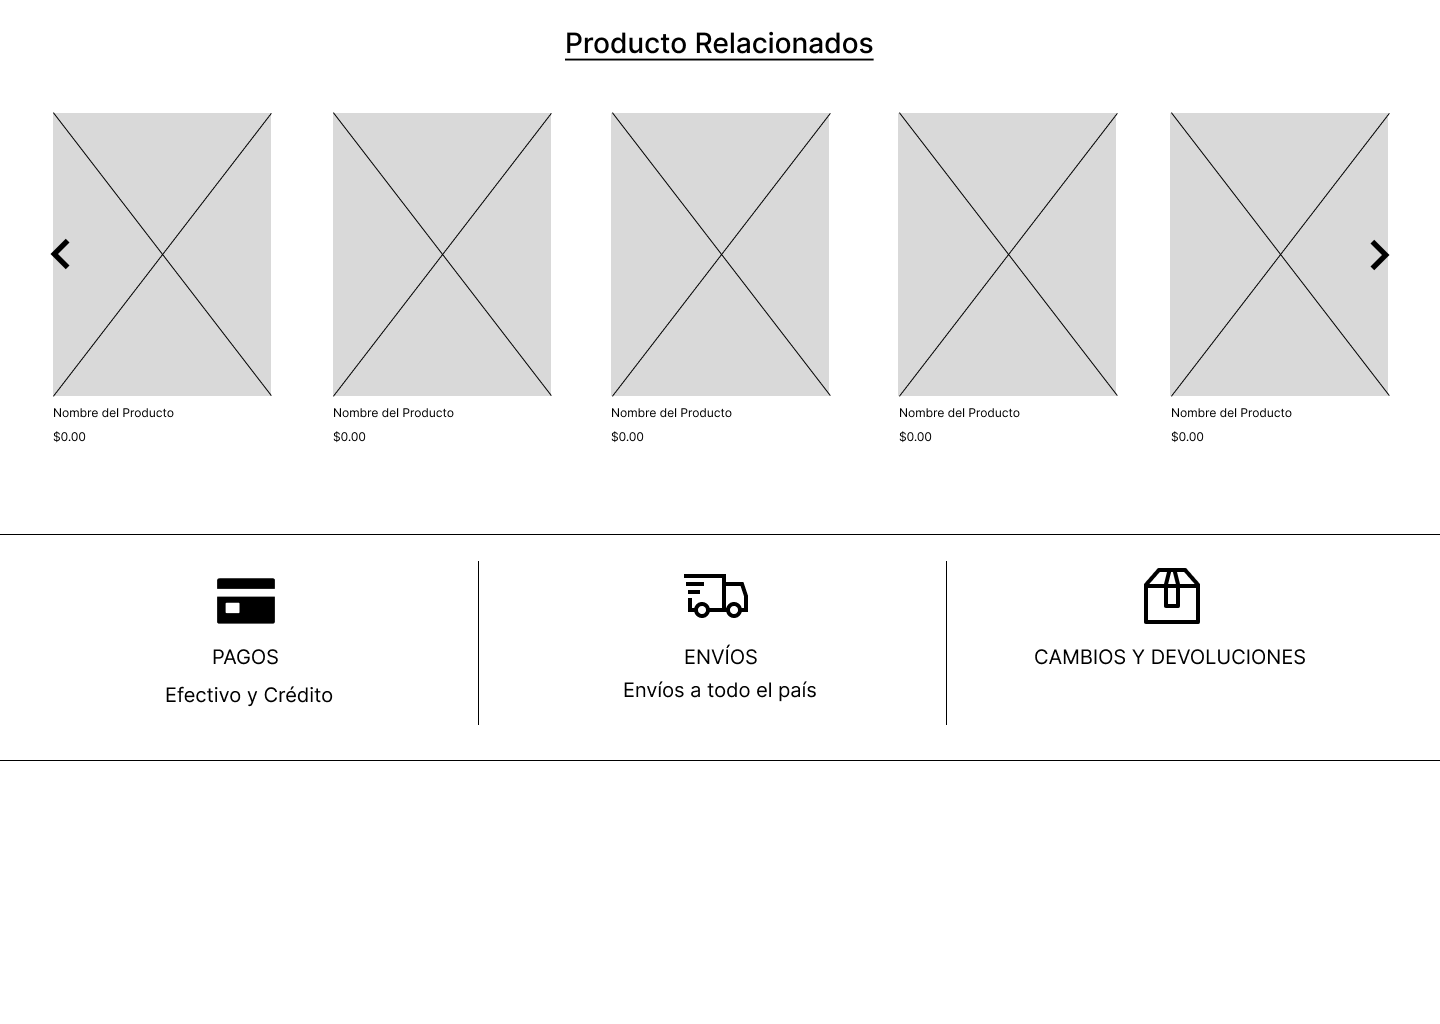 Producto Relacionados
Nombre del Producto
$0.00
Nombre del Producto
$0.00
Nombre del Producto
$0.00
Nombre del Producto
$0.00
Nombre del Producto
$0.00
PAGOS
Efectivo y Crédito
ENVÍOS
Envíos a todo el país
CAMBIOS Y DEVOLUCIONES